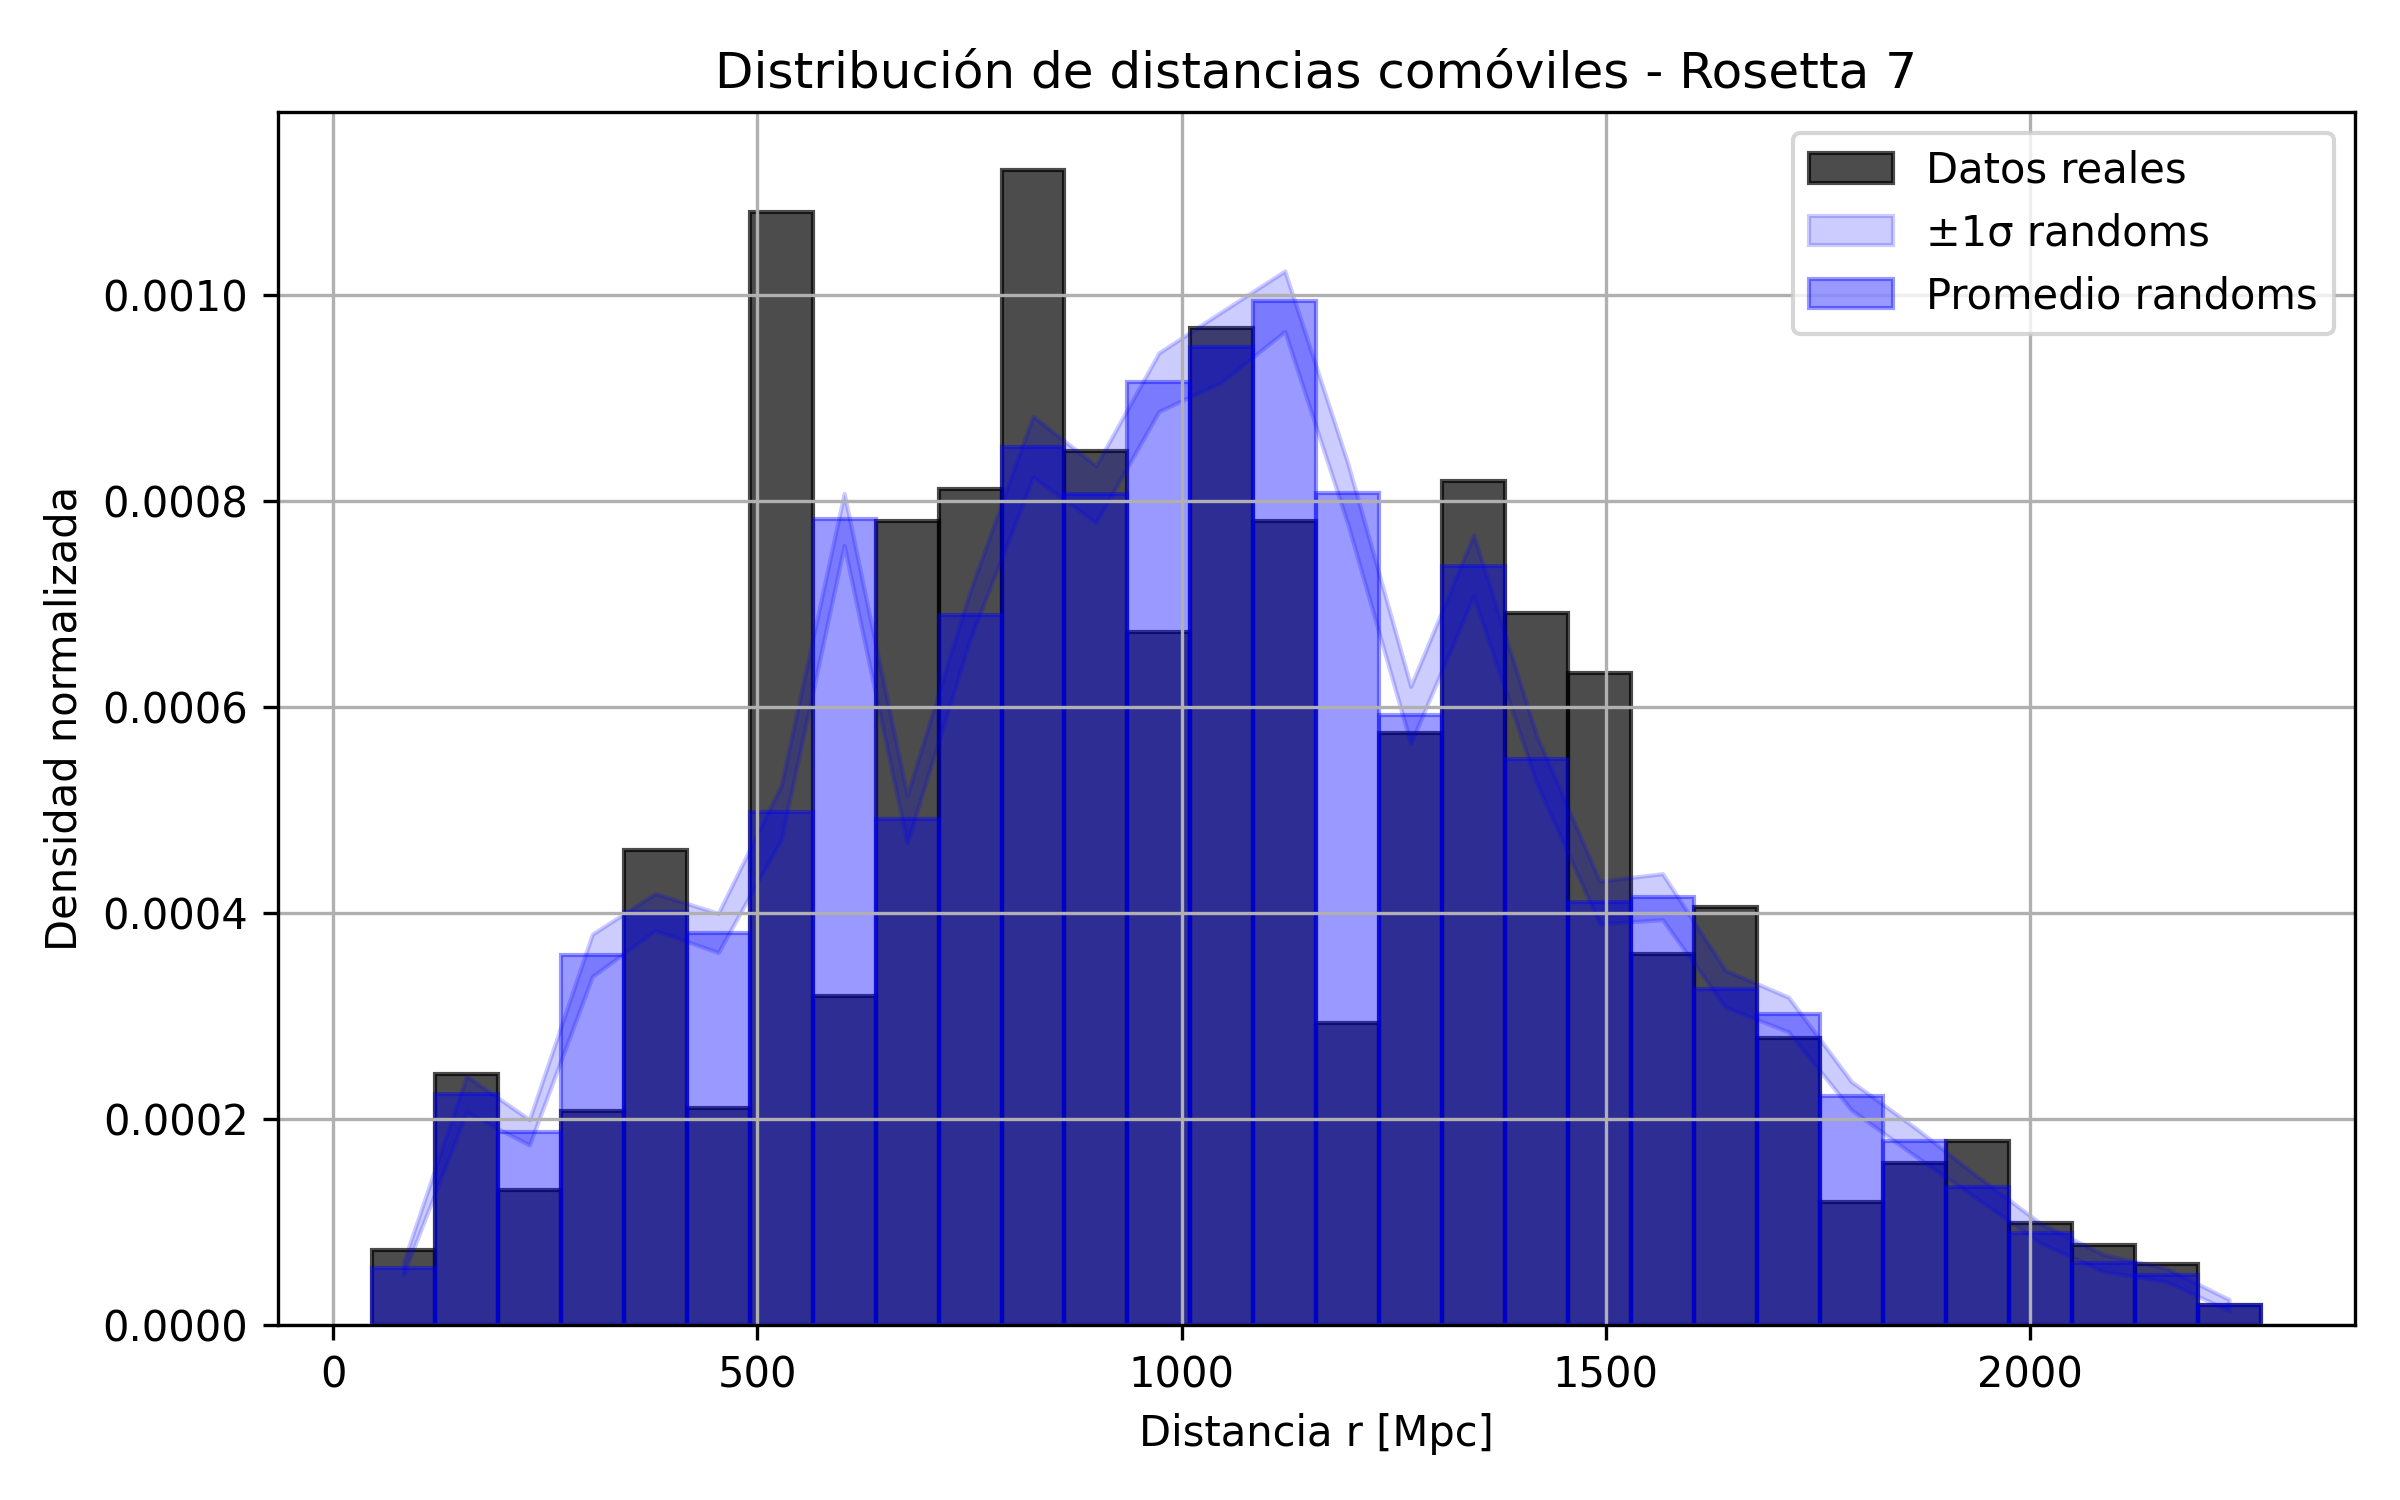 Distribución de distancias comóviles - Rosetta 7
Datos reales
±1σ randoms
Promedio randoms
Densidad normalizada
0.0010
0.0008
0.0006
0.0004
0.0002
0.0000
0 500 1000 1500 2000
Distancia r [Mpc]